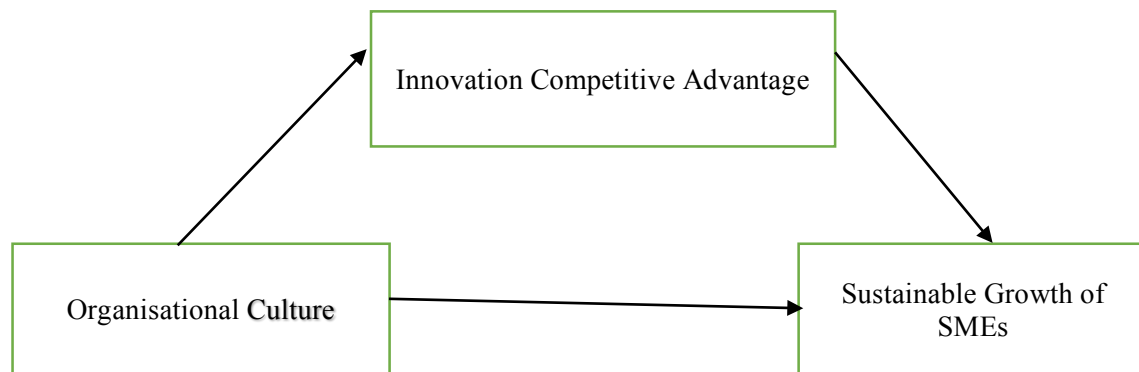 Innovation Competitive Advantage
Organisational Culture
Sustainable Growth of
SMEs